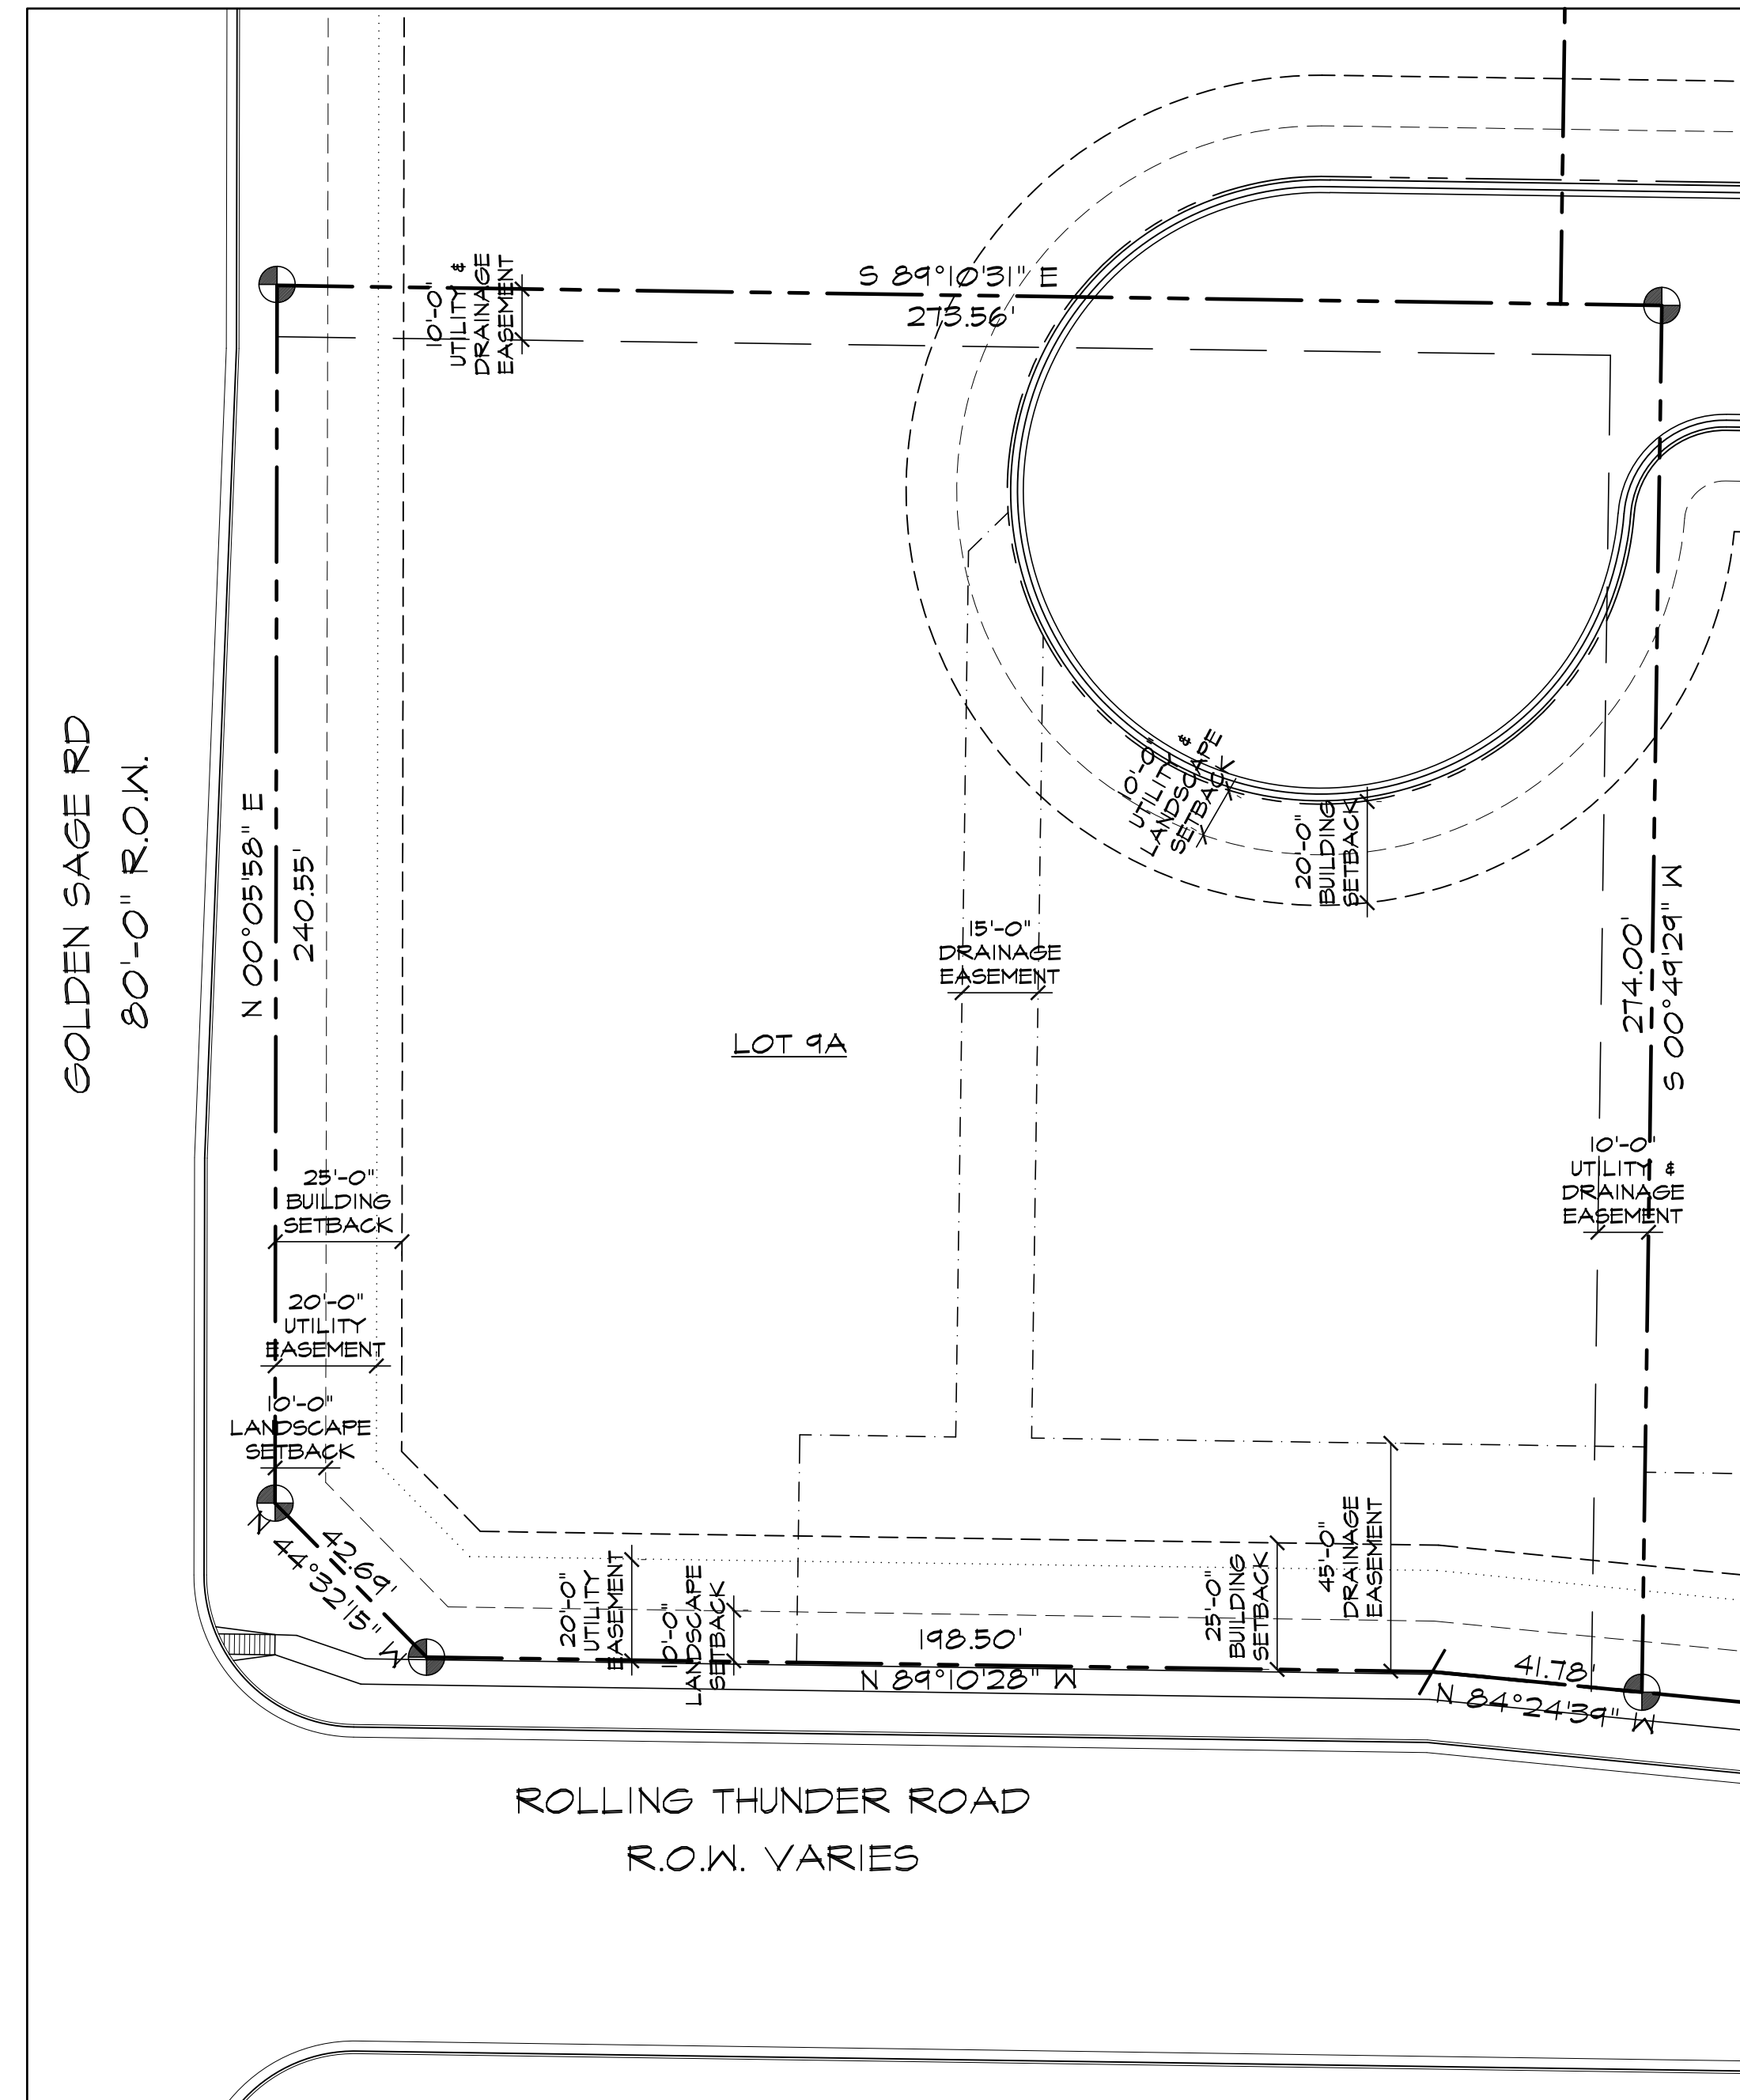 S 89°10'31" E
273.56'
10'-0"
UTILITY &
DRAINAGE
EASEMENT
GOLDEN SAGE RD
80'-0" R.O.W.
N 00°05'58" E
240.55'
10'-0"
UTILITY &
LANDSCAPE
SETBACK
20'-0"
BUILDING
SETBACK
15'-0"
DRAINAGE
EASEMENT
LOT 9A
274.00'
S 00°49'29" W
10'-0"
UTILITY &
DRAINAGE
EASEMENT
25'-0"
BUILDING
SETBACK
20'-0"
UTILITY
EASEMENT
10'-0"
LANDSCAPE
SETBACK
42.69'
N 44°32'15" W
20'-0"
UTILITY
EASEMENT
10'-0"
LANDSCAPE
SETBACK
25'-0"
BUILDING
SETBACK
45'-0"
DRAINAGE
EASEMENT
198.50'
N 89°10'28" W
41.78'
N 84°24'39" W
ROLLING THUNDER ROAD
R.O.W. VARIES